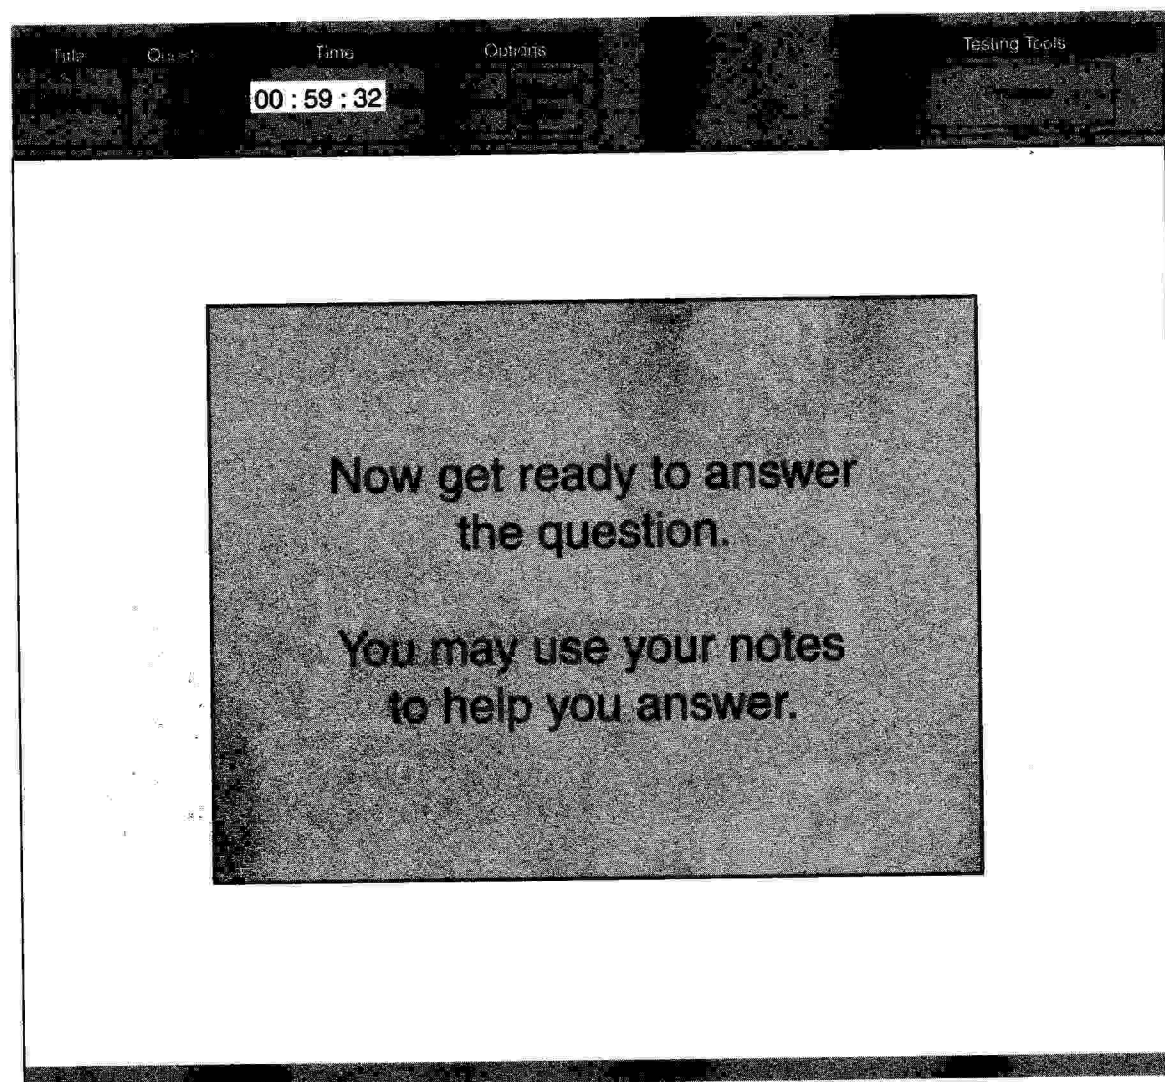 Title Time Options Testing Tools
00 : 59 : 32
Now get ready to answer
the question.
You may use your notes
to help you answer.